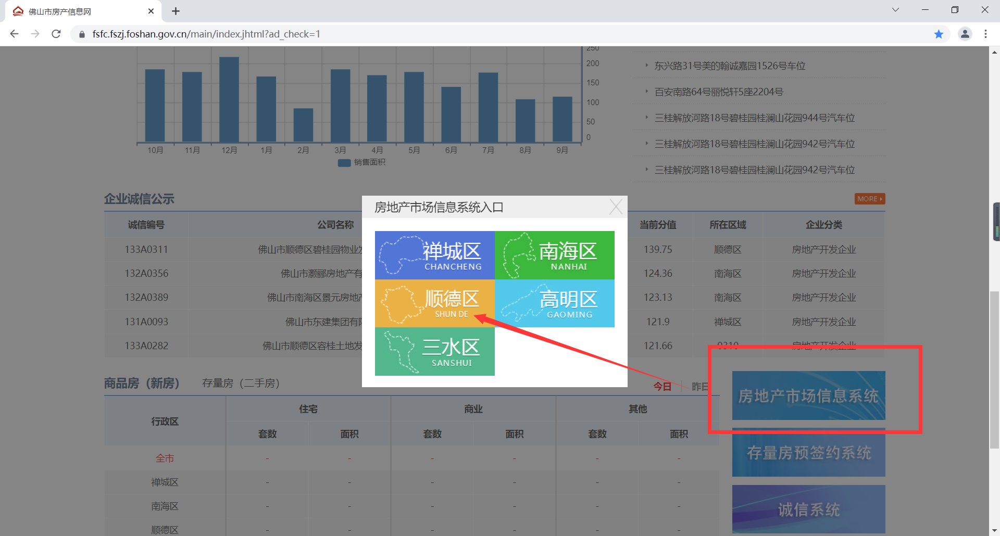 佛山市房产信息网
fsfc.fszj.foshan.gov.cn/main/index.jhtml?ad_check=1
250
200
150
100
50
0
10月 11月 12月 1月 2月 3月 4月 5月 6月 7月 8月 9月
销售面积
东兴路31号美的翰诚嘉园1526号车位
百安南路64号丽悦轩5座2204号
三桂解放河路18号碧桂园桂澜山花园944号汽车位
三桂解放河路18号碧桂园桂澜山花园942号汽车位
三桂解放河路18号碧桂园桂澜山花园942号汽车位
企业诚信公示
MORE
诚信编号 公司名称 当前分值 所在区域 企业分类
133A0311 佛山市顺德区碧桂园物业发 139.75 顺德区 房地产开发企业
132A0356 佛山市灏郦房地产有 124.36 南海区 房地产开发企业
132A0389 佛山市南海区景元房地产 123.13 南海区 房地产开发企业
131A0093 佛山市东建集团有限 121.9 禅城区 房地产开发企业
133A0282 佛山市顺德区容桂土地发 121.66 0310 房地产开发企业
房地产市场信息系统入口
禅城区
CHANCHENG
南海区
NANHAI
顺德区
SHUN DE
高明区
GAOMING
三水区
SANSHUI
商品房（新房） 存量房（二手房） 今日 昨日
行政区 住宅 商业 其他
套数 面积 套数 面积 套数 面积
全市 - - - - - -
禅城区 - - - - - -
南海区 - - - - - -
顺德区 - - - - - -
房地产市场信息系统
存量房预签约系统
诚信系统